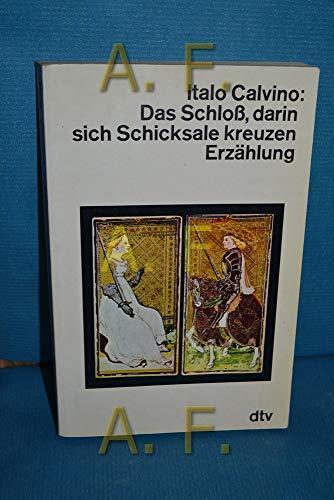 A. F.
Italo Calvino:
Das Schloß, darin
sich Schicksale kreuzen
Erzählung
dtv
A. F.